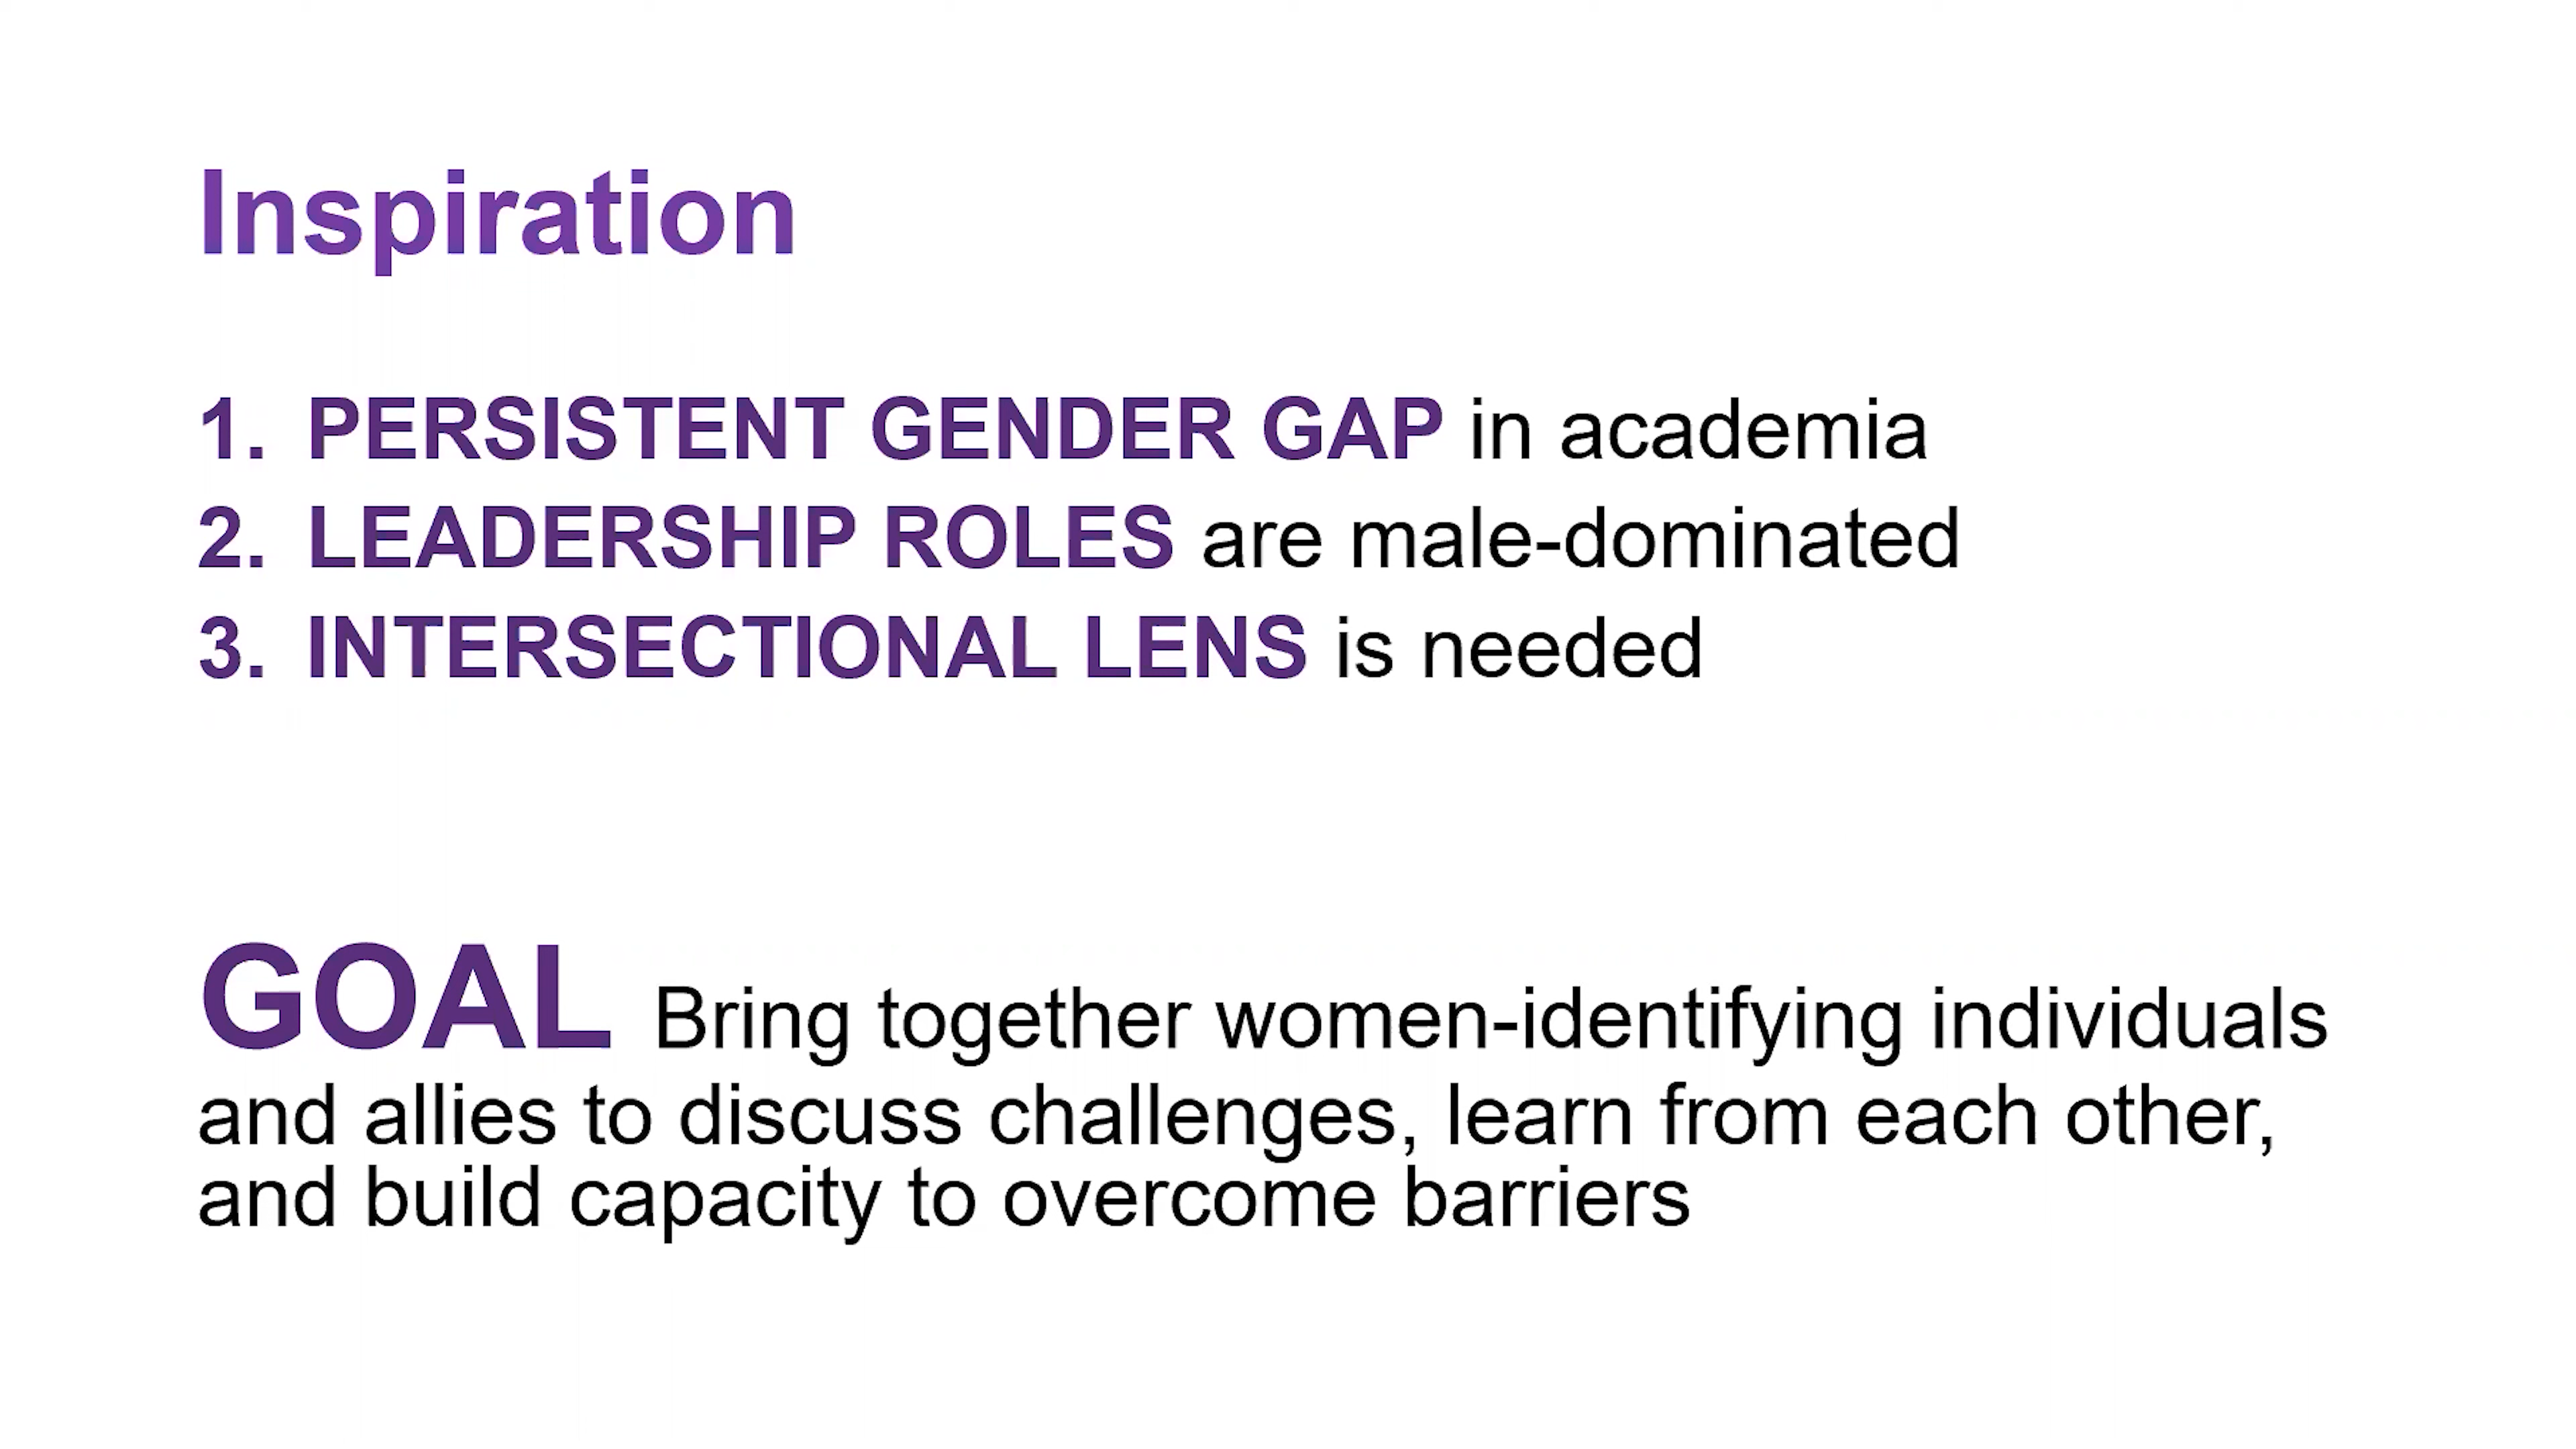 Inspiration
1. PERSISTENT GENDER GAP in academia
2. LEADERSHIP ROLES are male-dominated
3. INTERSECTIONAL LENS is needed
GOAL Bring together women-identifying individuals
and allies to discuss challenges, learn from each other,
and build capacity to overcome barriers